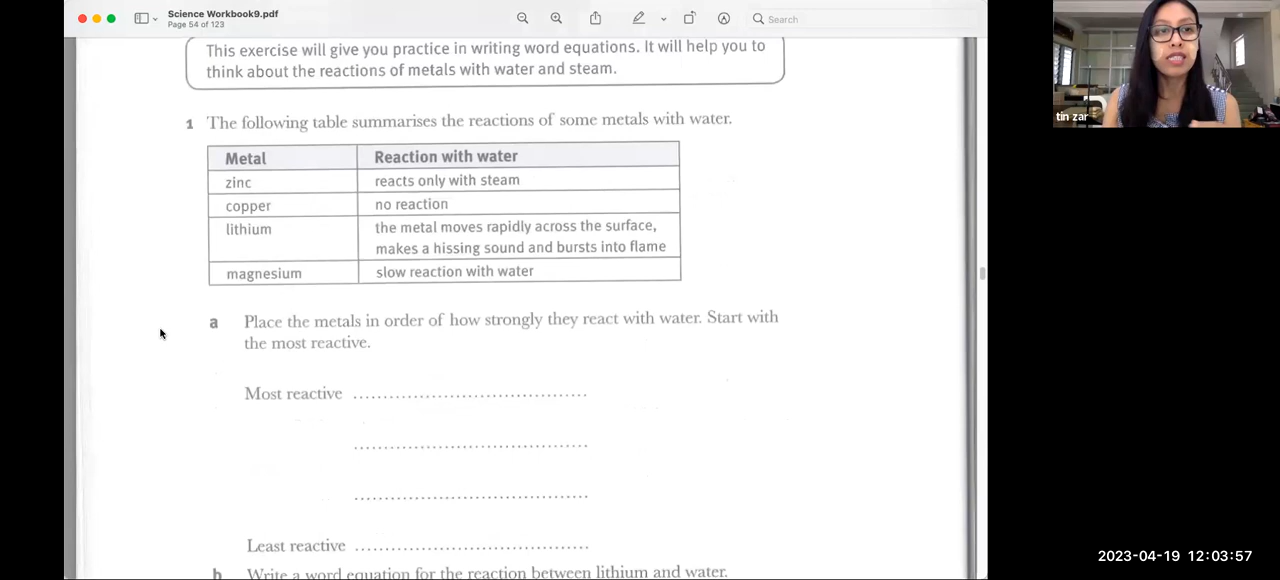 Science Workbook9.pdf
Page 54 of 123
Search
This exercise will give you practice in writing word equations. It will help you to
think about the reactions of metals with water and steam.
1 The following table summarises the reactions of some metals with water.
Metal Reaction with water
zinc reacts only with steam
copper no reaction
lithium the metal moves rapidly across the surface,
makes a hissing sound and bursts into flame
magnesium slow reaction with water
a Place the metals in order of how strongly they react with water. Start with
the most reactive.
Most reactive ......................................
......................................
......................................
Least reactive ......................................
b Write a word equation for the reaction between lithium and water.
tin zar
2023-04-19 12:03:57